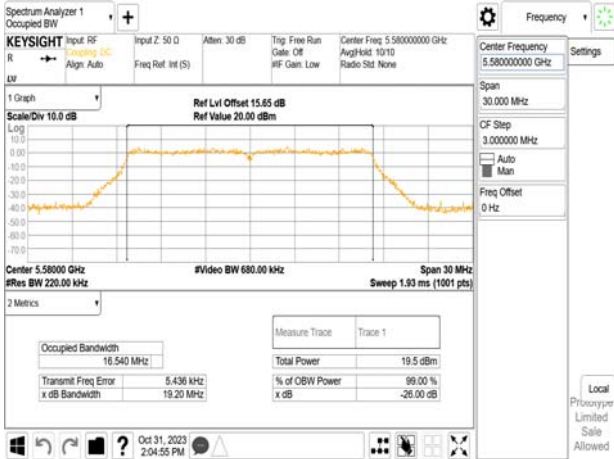 Spectrum Analyzer 1
Occupied BW
Frequency
KEYSIGHT
R
Input: RF
Coupling: DC
Align: Auto
Input Z: 50 Ω
Freq Ref: Int (S)
Atten: 30 dB
Trig: Free Run
Gate: Off
#IF Gain: Low
Center Freq: 5.580000000 GHz
Avg|Hold: 10/10
Radio Std: None
1 Graph
Scale/Div 10.0 dB
Ref Lvl Offset 15.65 dB
Ref Value 20.00 dBm
Log
10.0
0.00
-10.0
-20.0
-30.0
-40.0
-50.0
-60.0
-70.0
Center 5.58000 GHz
#Res BW 220.00 kHz
#Video BW 680.00 kHz
Span 30 MHz
Sweep 1.93 ms (1001 pts)
2 Metrics
Measure Trace
Trace 1
Occupied Bandwidth
16.540 MHz
Total Power
19.5 dBm
Transmit Freq Error
5.436 kHz
% of OBW Power
99.00 %
x dB Bandwidth
19.20 MHz
x dB
-26.00 dB
Oct 31, 2023
2:04:55 PM
Center Frequency
5.580000000 GHz
Settings
Span
30.000 MHz
CF Step
3.000000 MHz
Auto
Man
Freq Offset
0 Hz
Local
Prototype
Limited
Sale
Allowed